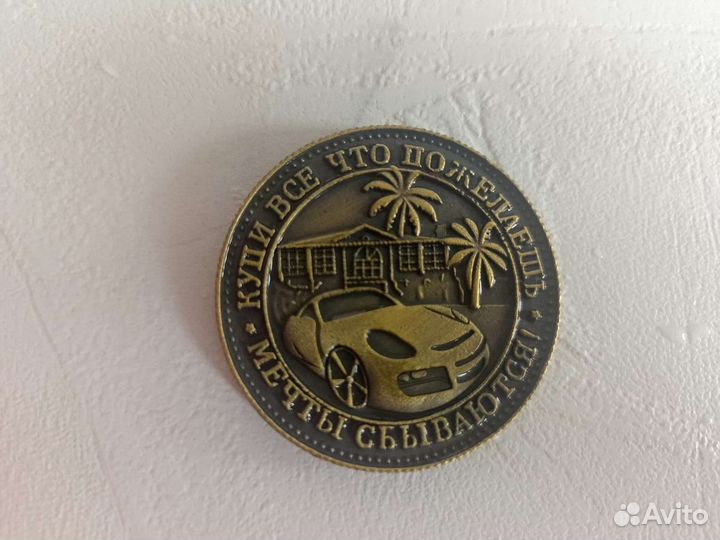 КУПИ ВСЕ ЧТО ПОЖЕЛАЕШЬ
МЕЧТЫ СБЫВАЮТСЯ!
Avito